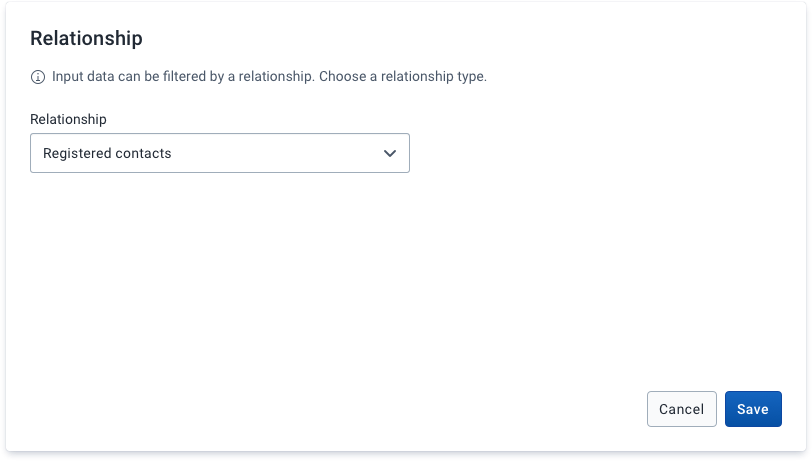 Relationship
Input data can be filtered by a relationship. Choose a relationship type.
Relationship
Registered contacts
Cancel Save